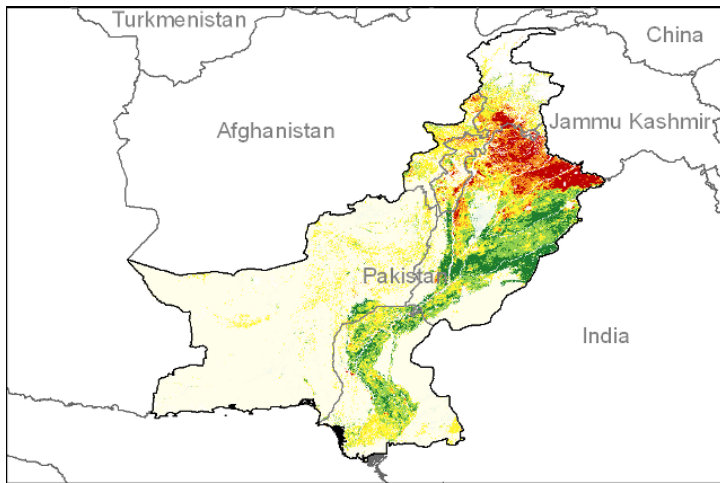 Turkmenistan
China
Jammu Kashmir
Afghanistan
Pakistan
India